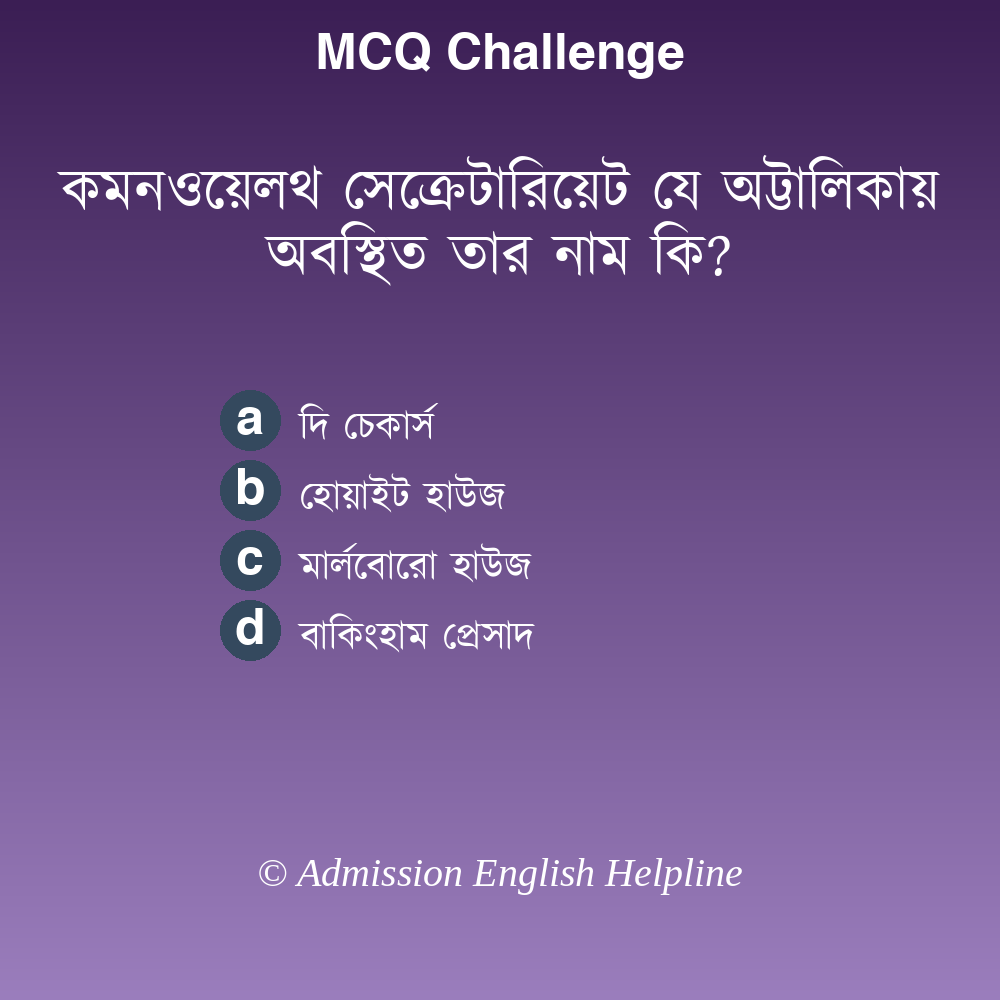 MCQ Challenge
কমনওয়েলথ সেক্রেটারিয়েট যে অট্টালিকায়
অবস্থিত তার নাম কি?
a দি চেকার্স
b হোয়াইট হাউজ
c মার্লবোরো হাউজ
d বাকিংহাম প্রেসাদ
© Admission English Helpline